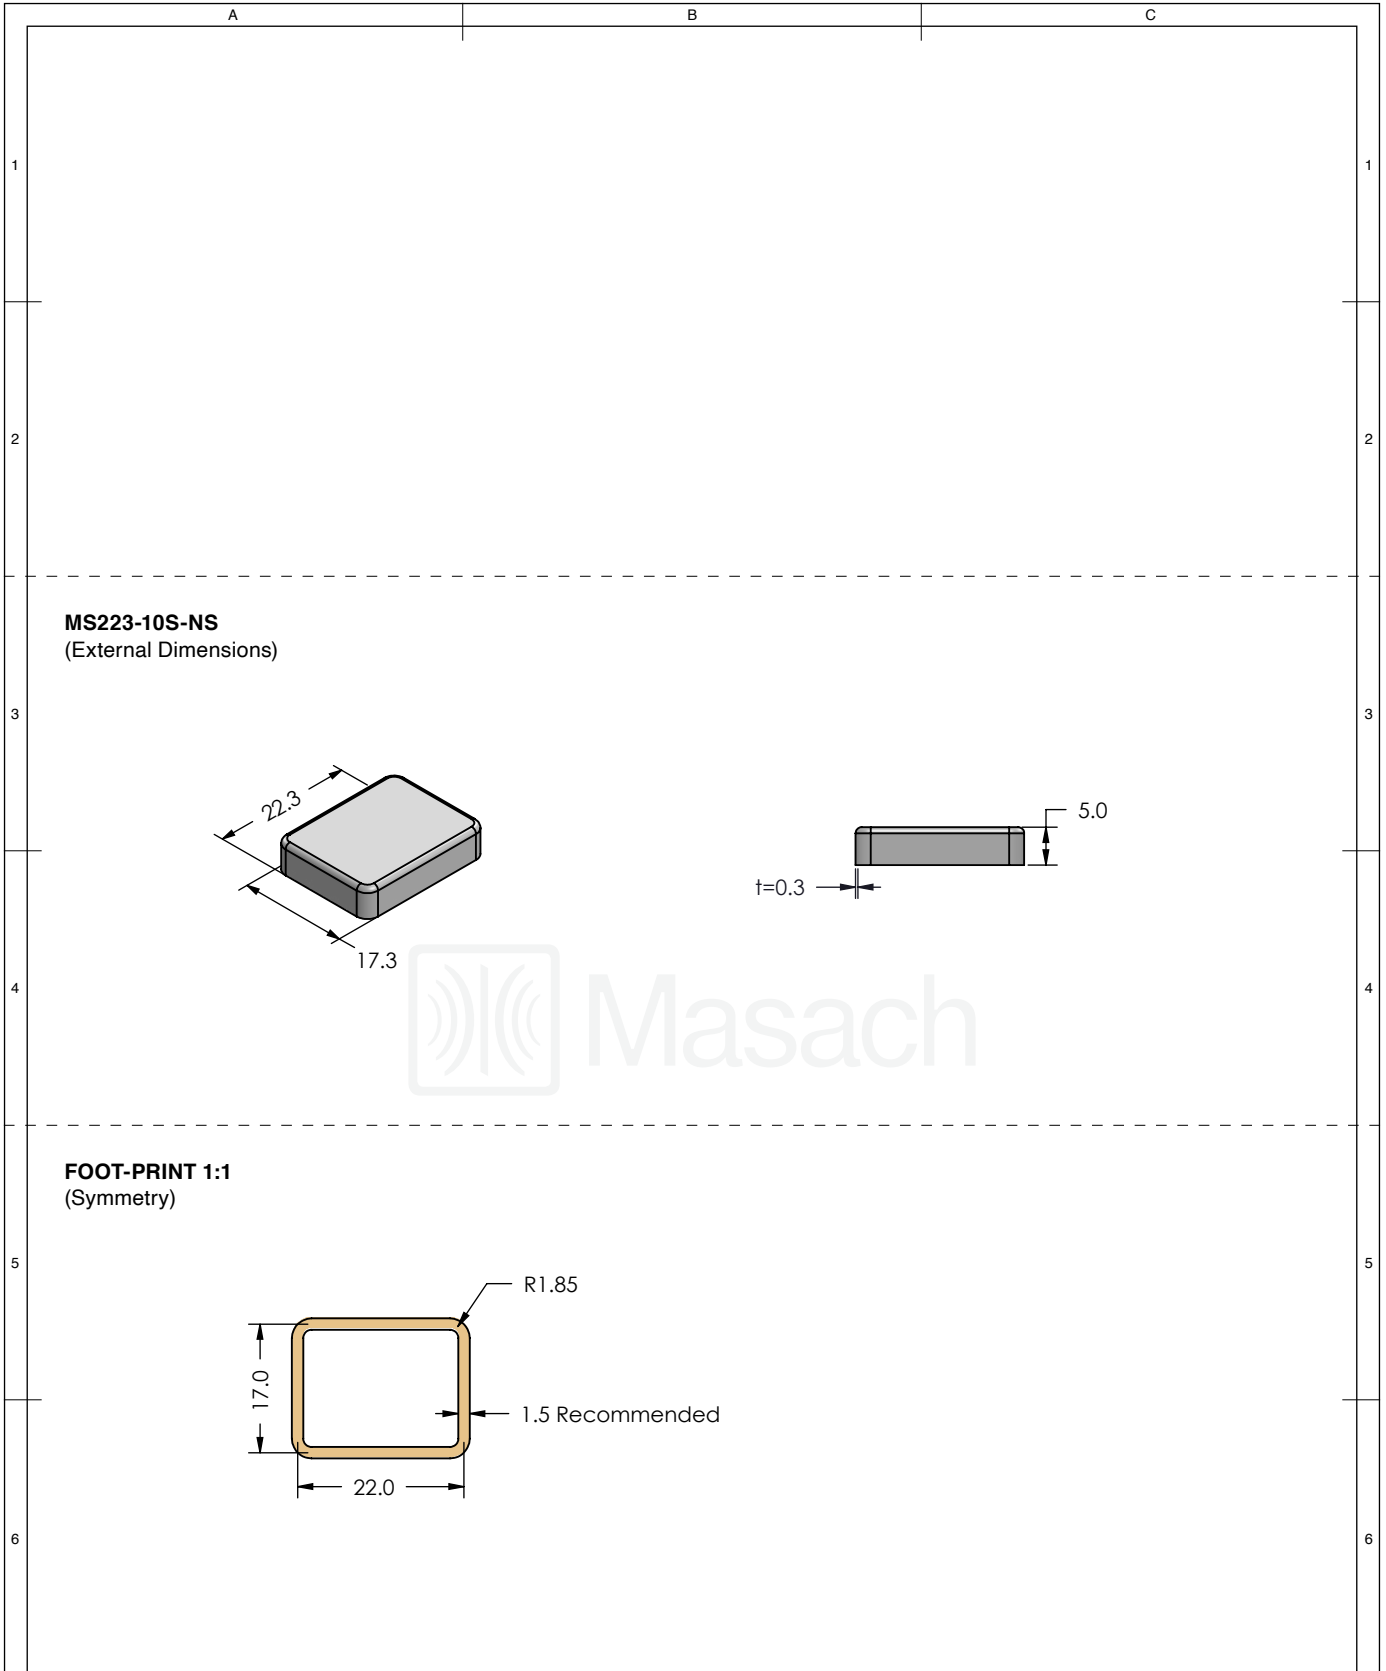 A B C
1 1
2 2
MS223-10S-NS
(External Dimensions)
3 3
22.3
5.0
t=0.3
17.3
4 4
Masach
FOOT-PRINT 1:1
(Symmetry)
5 5
R1.85
17.0
1.5 Recommended
22.0
6 6